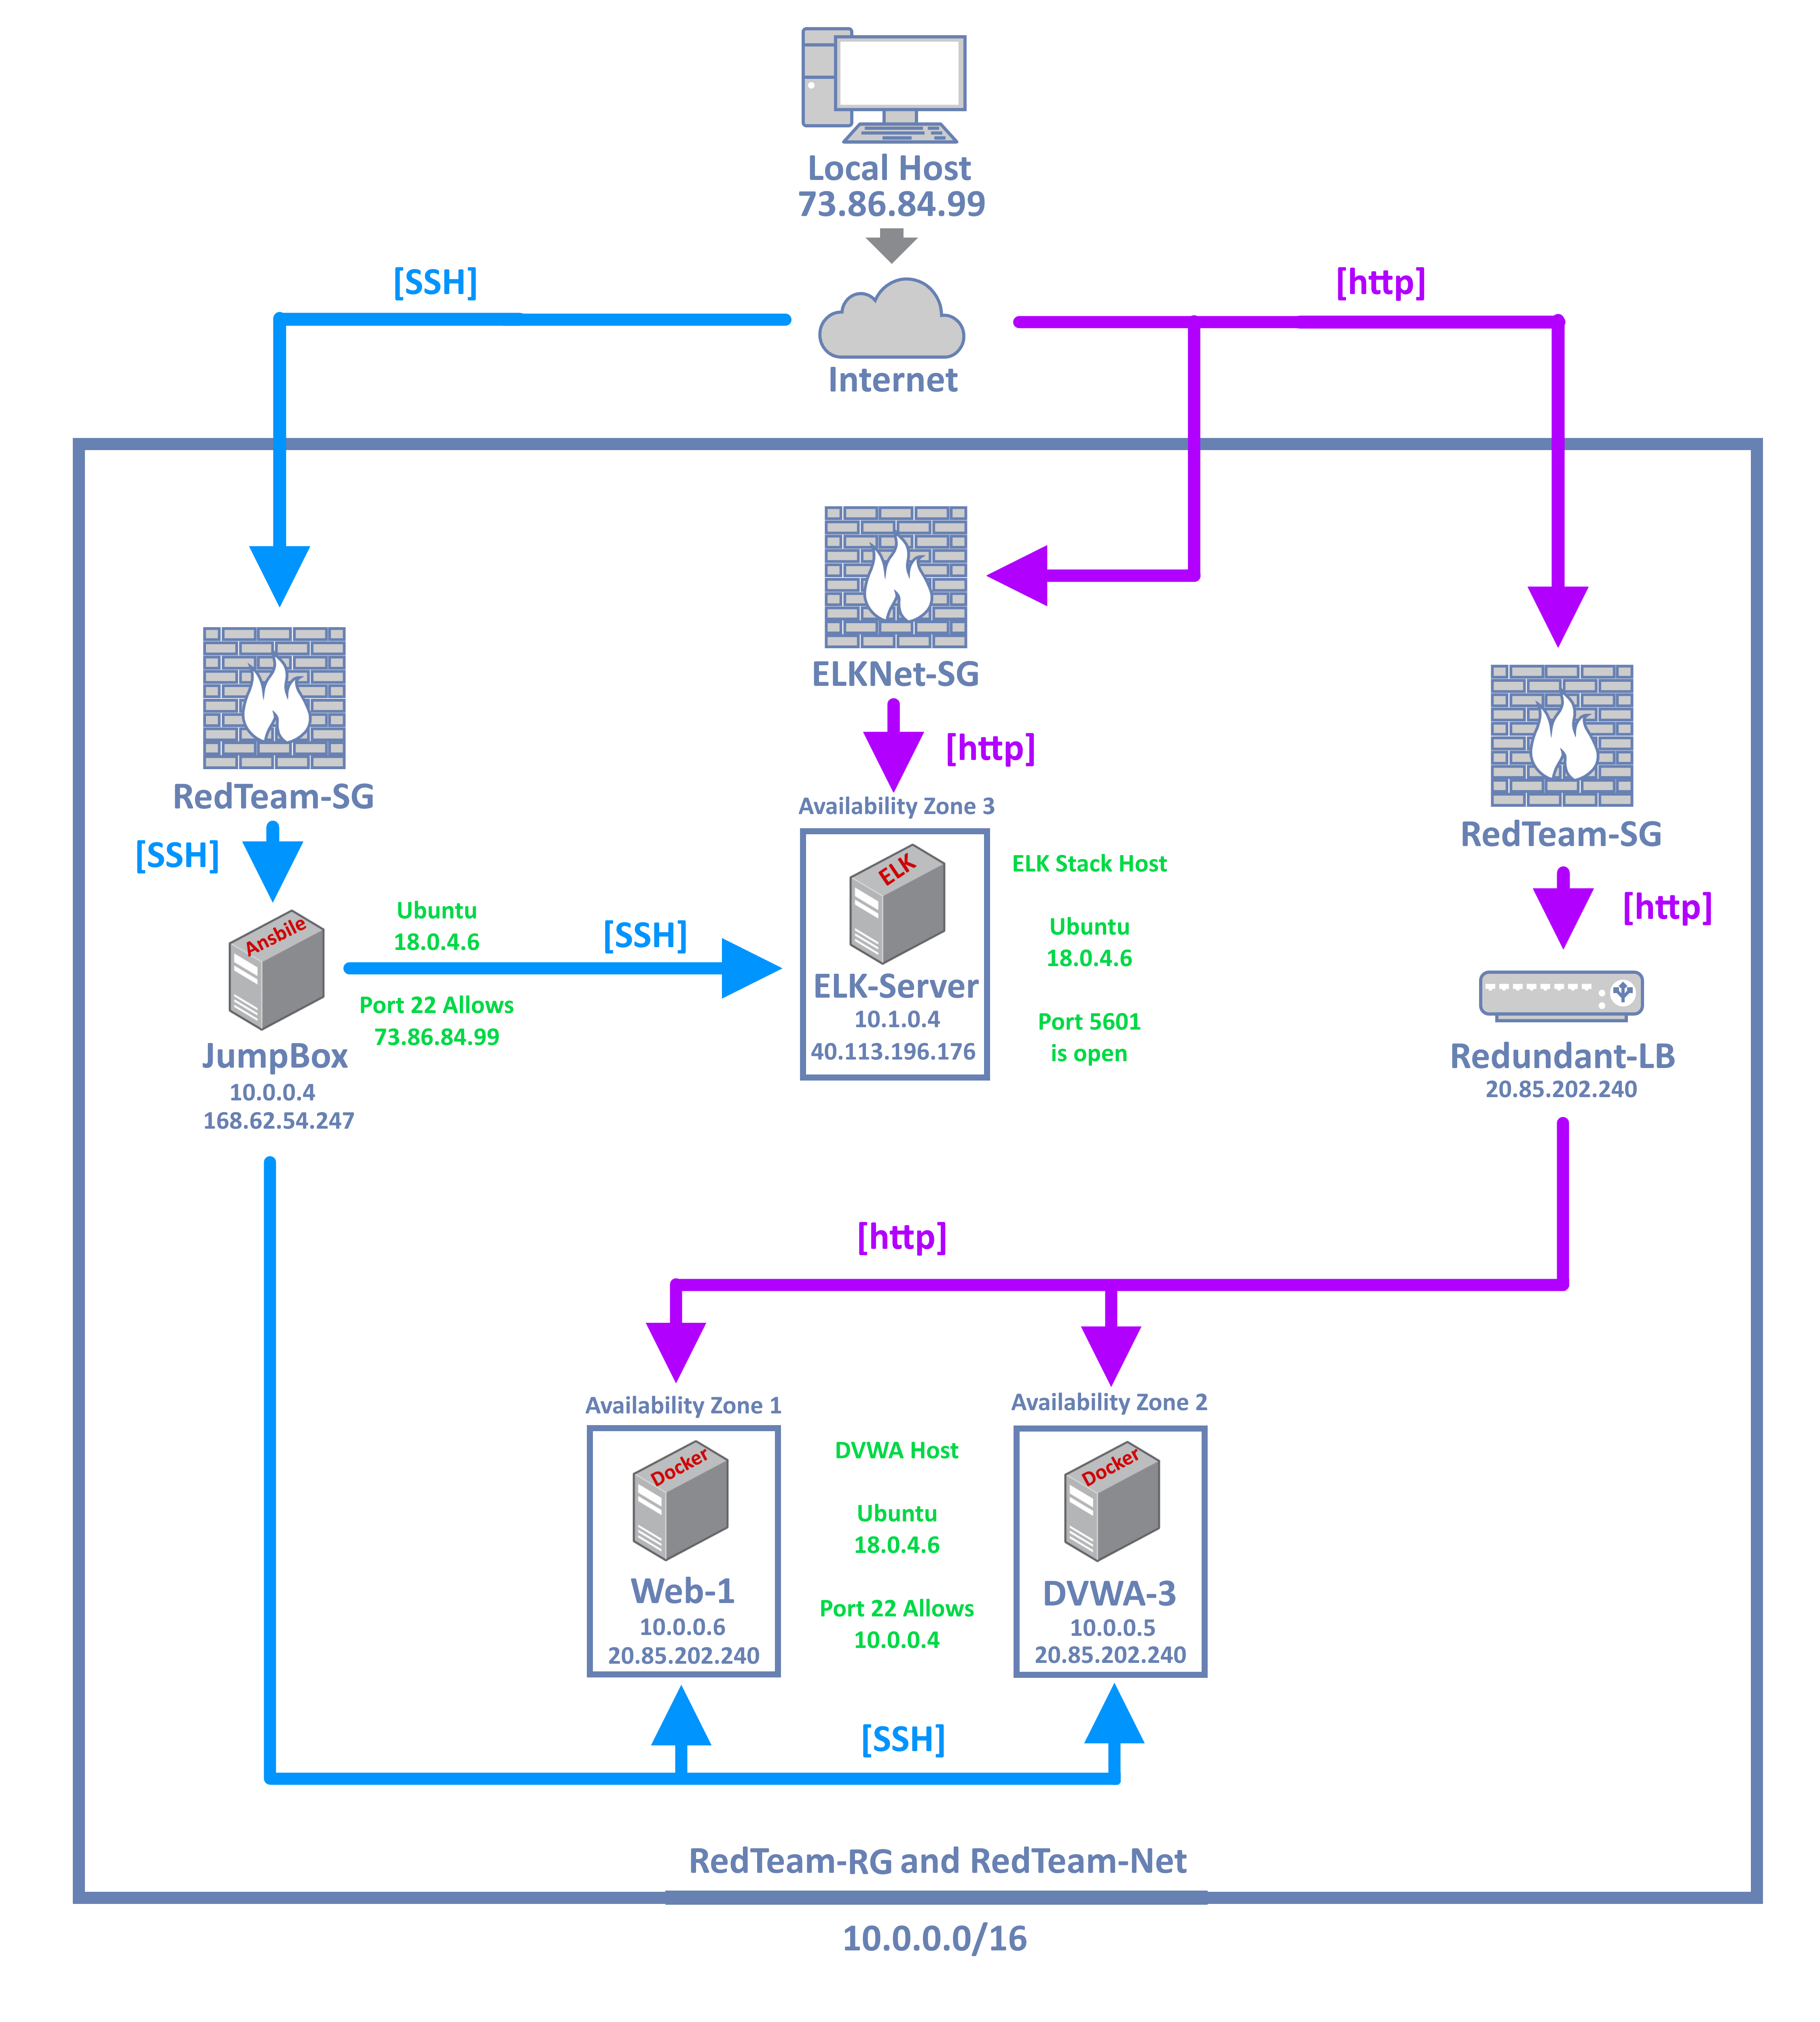 Local Host
73.86.84.99
[SSH]
[http]
Internet
ELKNet-SG
[http]
RedTeam-SG
[SSH]
RedTeam-SG
[http]
Availability Zone 3
ELK
ELK-Server
10.1.0.4
40.113.196.176
ELK Stack Host
Ubuntu
18.0.4.6
Port 5601
is open
Ansbile
JumpBox
10.0.0.4
168.62.54.247
Ubuntu
18.0.4.6
Port 22 Allows
73.86.84.99
[SSH]
Redundant-LB
20.85.202.240
[http]
Availability Zone 1
Docker
Web-1
10.0.0.6
20.85.202.240
DVWA Host
Ubuntu
18.0.4.6
Port 22 Allows
10.0.0.4
Availability Zone 2
Docker
DVWA-3
10.0.0.5
20.85.202.240
[SSH]
RedTeam-RG and RedTeam-Net
10.0.0.0/16